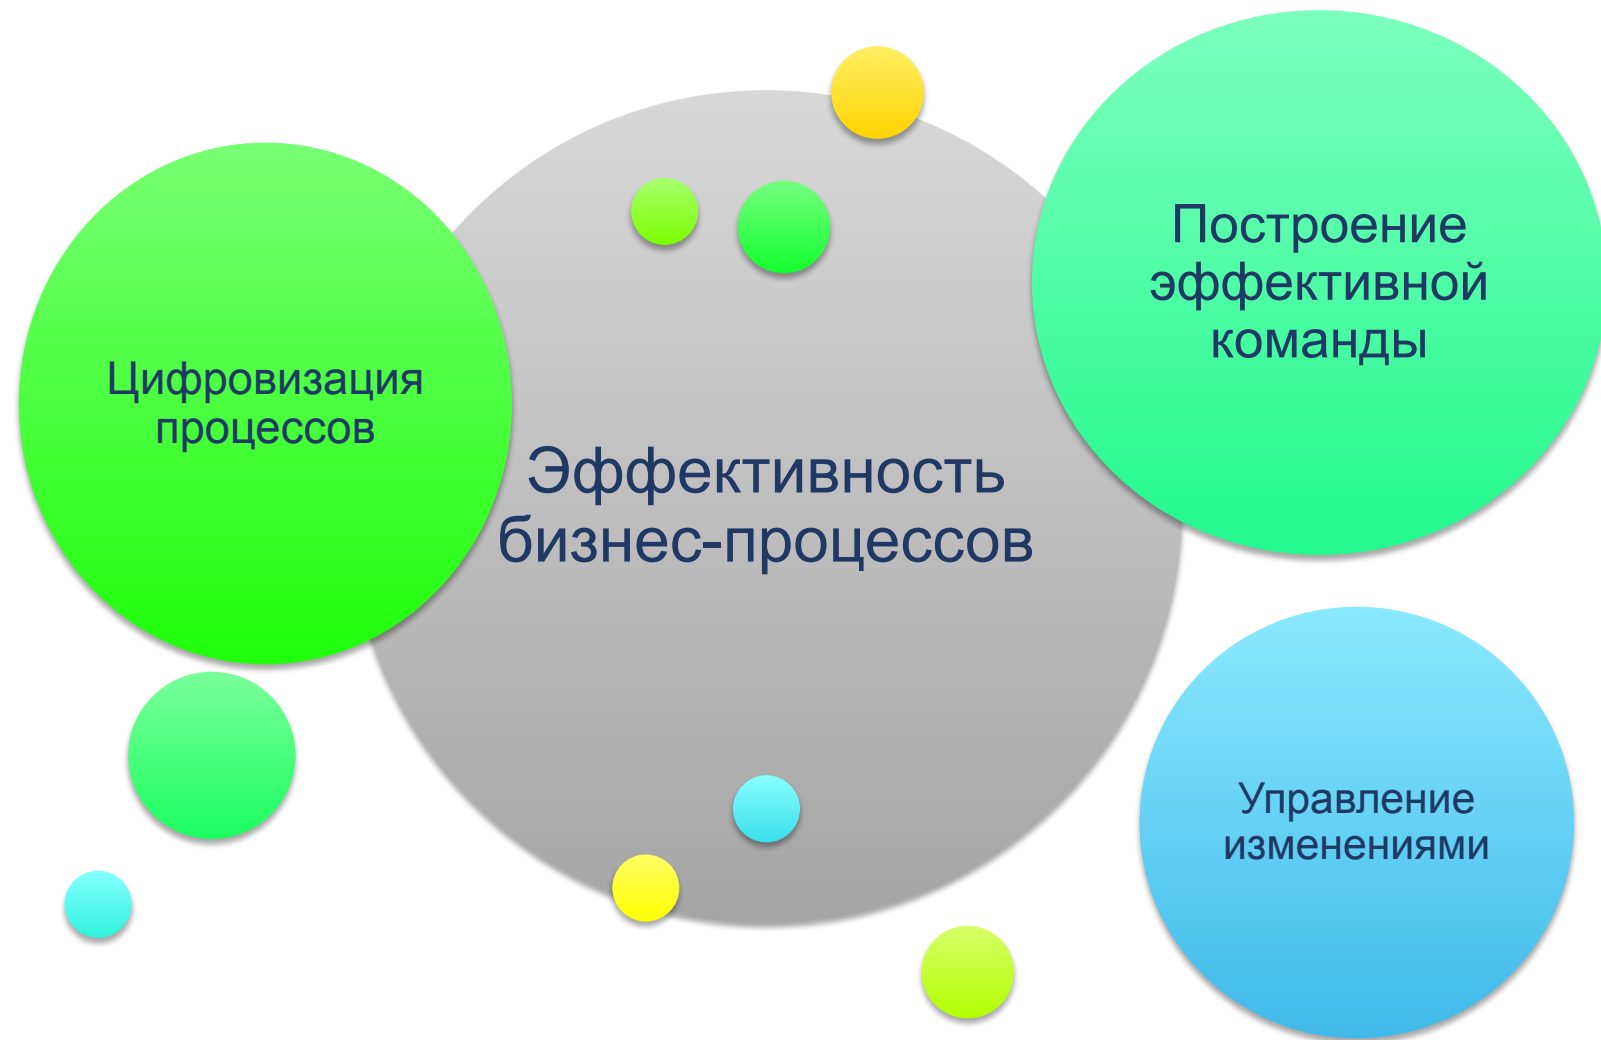 Построение
эффективной
команды
Цифровизация
процессов
Эффективность
бизнес-процессов
Управление
изменениями